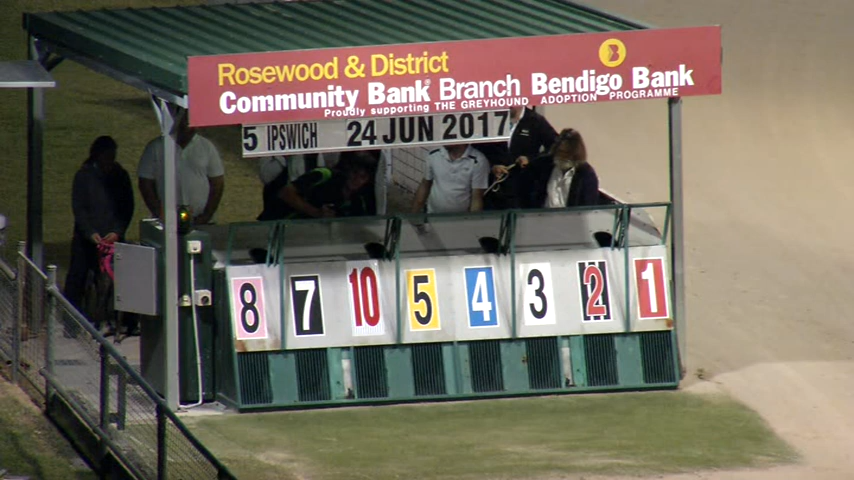 Rosewood & District
Community Bank® Branch Bendigo Bank
Proudly supporting THE GREYHOUND ADOPTION PROGRAMME
5 IPSWICH 24 JUN 2017
8 7 10 5 4 3 2 1